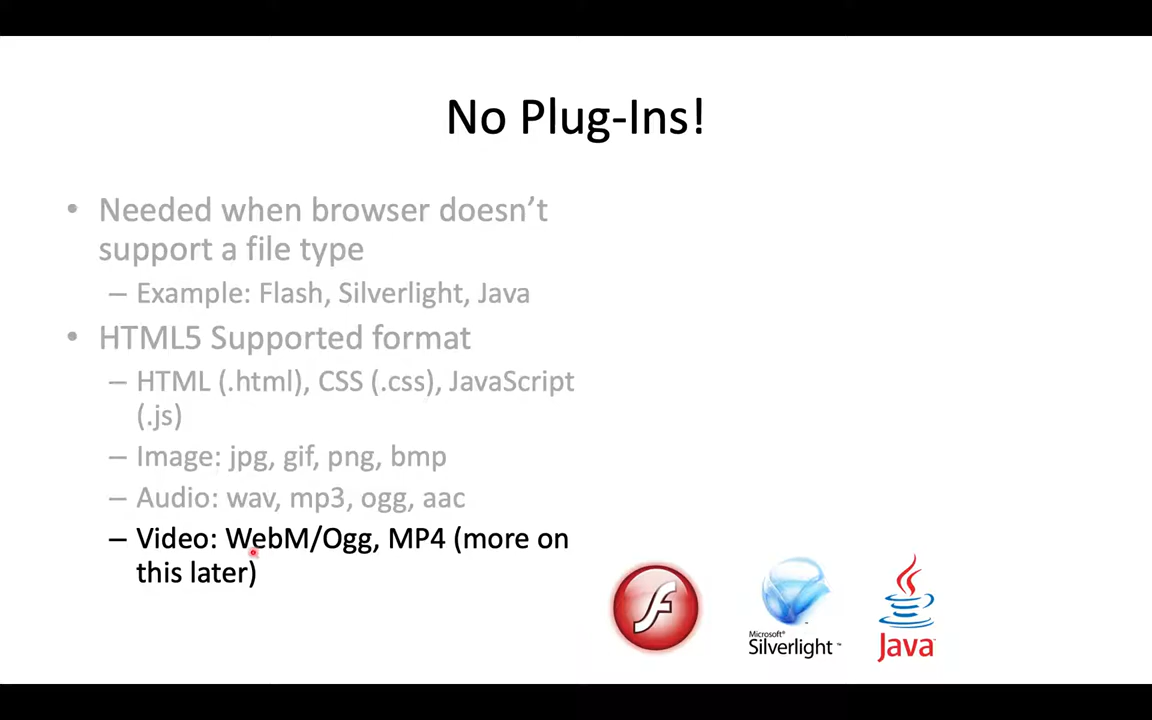 No Plug-Ins!
• Needed when browser doesn’t
support a file type
– Example: Flash, Silverlight, Java
• HTML5 Supported format
– HTML (.html), CSS (.css), JavaScript
(.js)
– Image: jpg, gif, png, bmp
– Audio: wav, mp3, ogg, aac
– Video: WebM/Ogg, MP4 (more on
this later)
Microsoft®
Silverlight™
Java